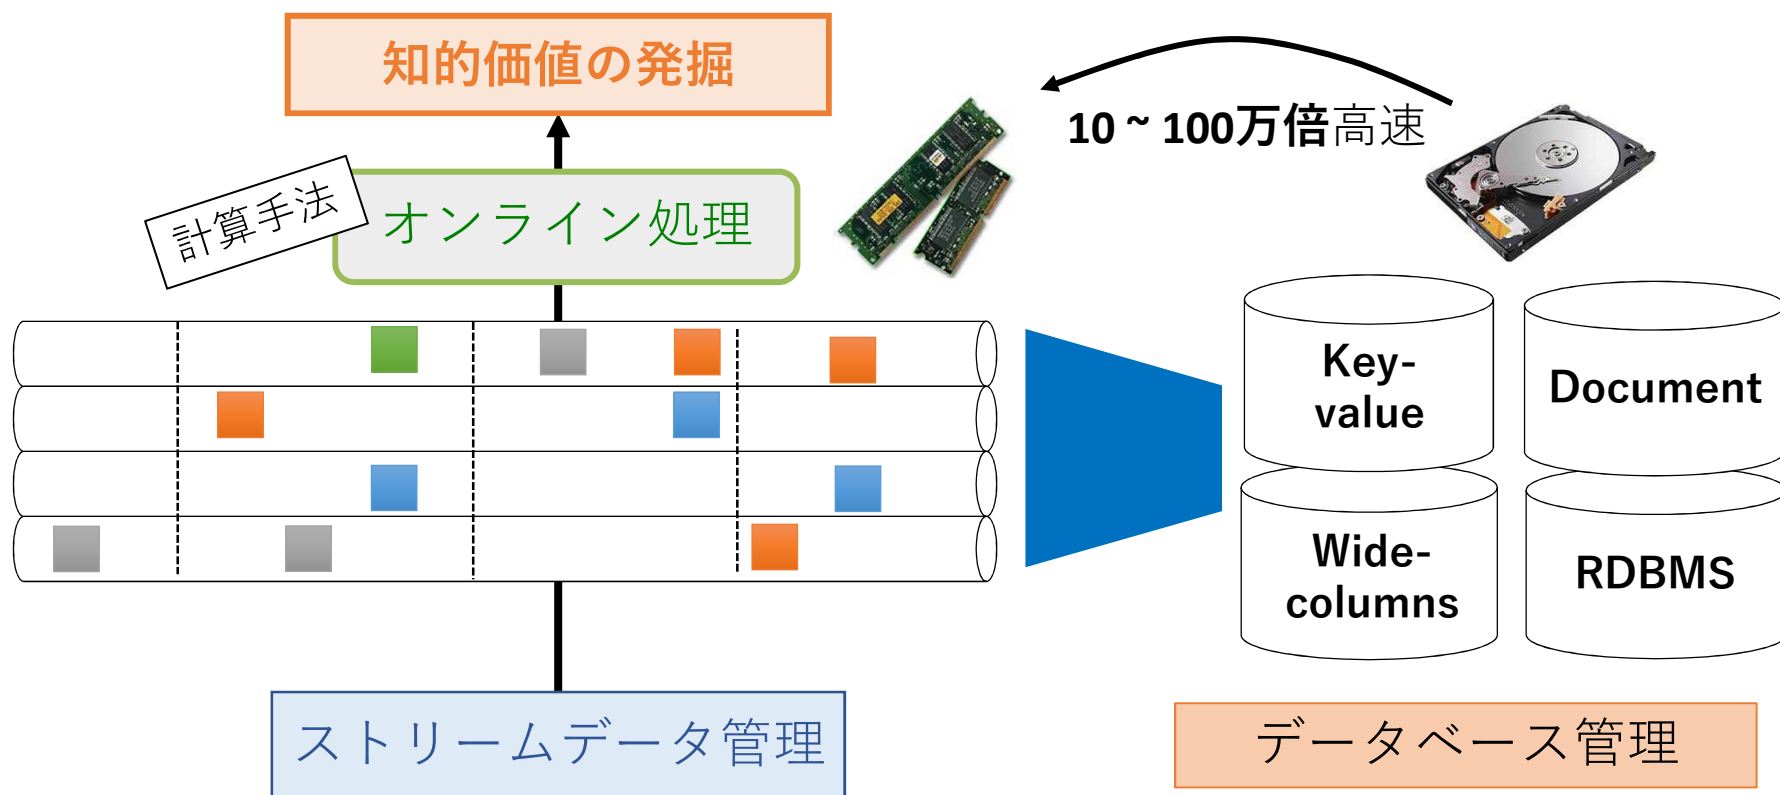 知的価値の発掘
10 ~ 100万倍高速
計算手法
オンライン処理
Key-
value
Document
Wide-
columns
RDBMS
ストリームデータ管理
データベース管理